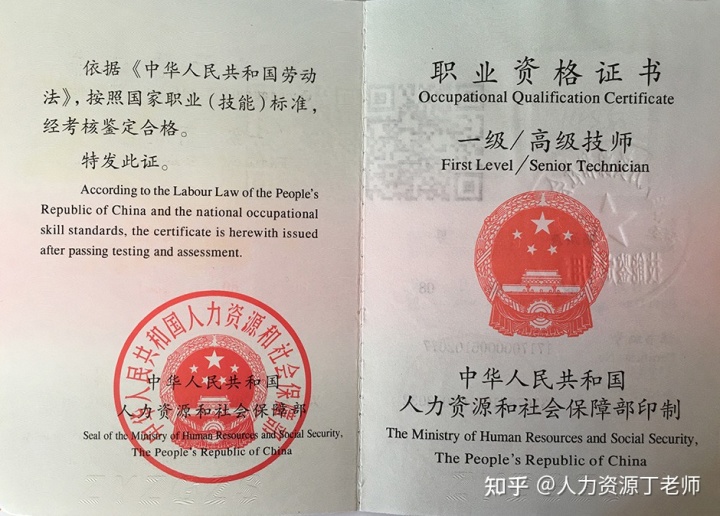 依据《中华人民共和国劳动
法》，按照国家职业（技能）标准，
经考核鉴定合格。
特发此证。
According to the Labour Law of the People's
Republic of China and the national occupational
skill standards, the certificate is herewith issued
after passing testing and assessment.
中华人民共和国人力资源和社会保障部
中华人民共和国
人力资源和社会保障部
Seal of the Ministry of Human Resources and Social Security,
The People's Republic of China
职业资格证书
Occupational Qualification Certificate
一级/高级技师
First Level/Senior Technician
中华人民共和国
人力资源和社会保障部印制
The Ministry of Human Resources and Social Security,
The People's Republic of China
知乎 @人力资源丁老师